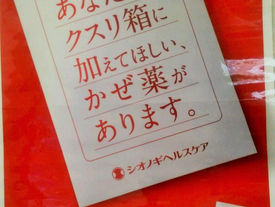 あなた
クスリ箱に
加えてほしい、
かぜ薬が
あります。
シオノギヘルスケア